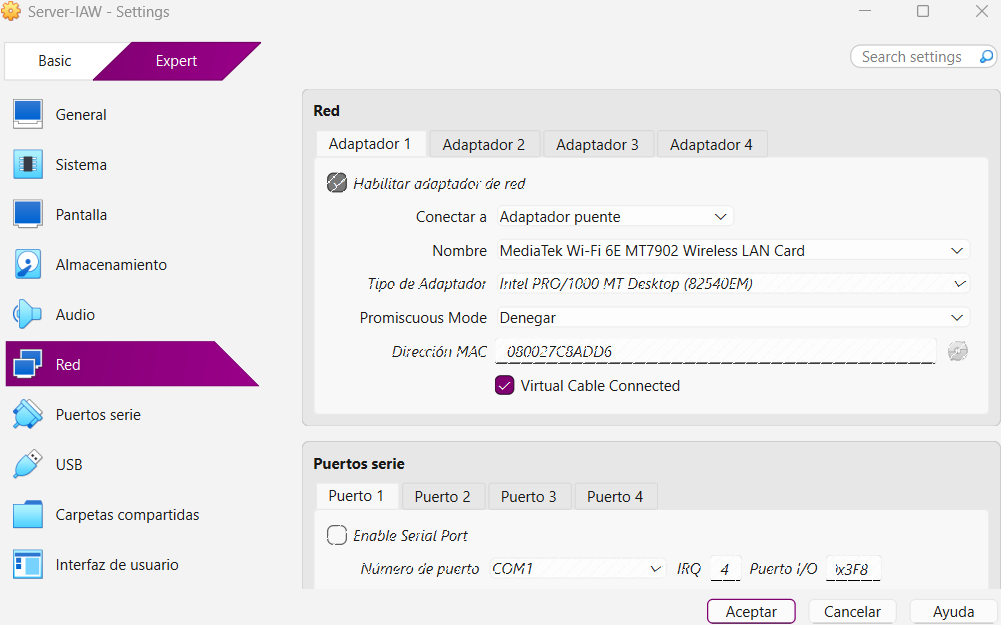 Server-IAW - Settings
Basic
Expert
Search settings
General
Sistema
Pantalla
Almacenamiento
Audio
Red
Puertos serie
USB
Carpetas compartidas
Interfaz de usuario
Red
Adaptador 1
Adaptador 2
Adaptador 3
Adaptador 4
Habilitar adaptador de red
Conectar a Adaptador puente
Nombre MediaTek Wi-Fi 6E MT7902 Wireless LAN Card
Tipo de Adaptador Intel PRO/1000 MT Desktop (82540EM)
Promiscuous Mode Denegar
Dirección MAC 080027C8ADD6
Virtual Cable Connected
Puertos serie
Puerto 1
Puerto 2
Puerto 3
Puerto 4
Enable Serial Port
Número de puerto COM1 IRQ 4 Puerto I/O 0x3F8
Aceptar
Cancelar
Ayuda